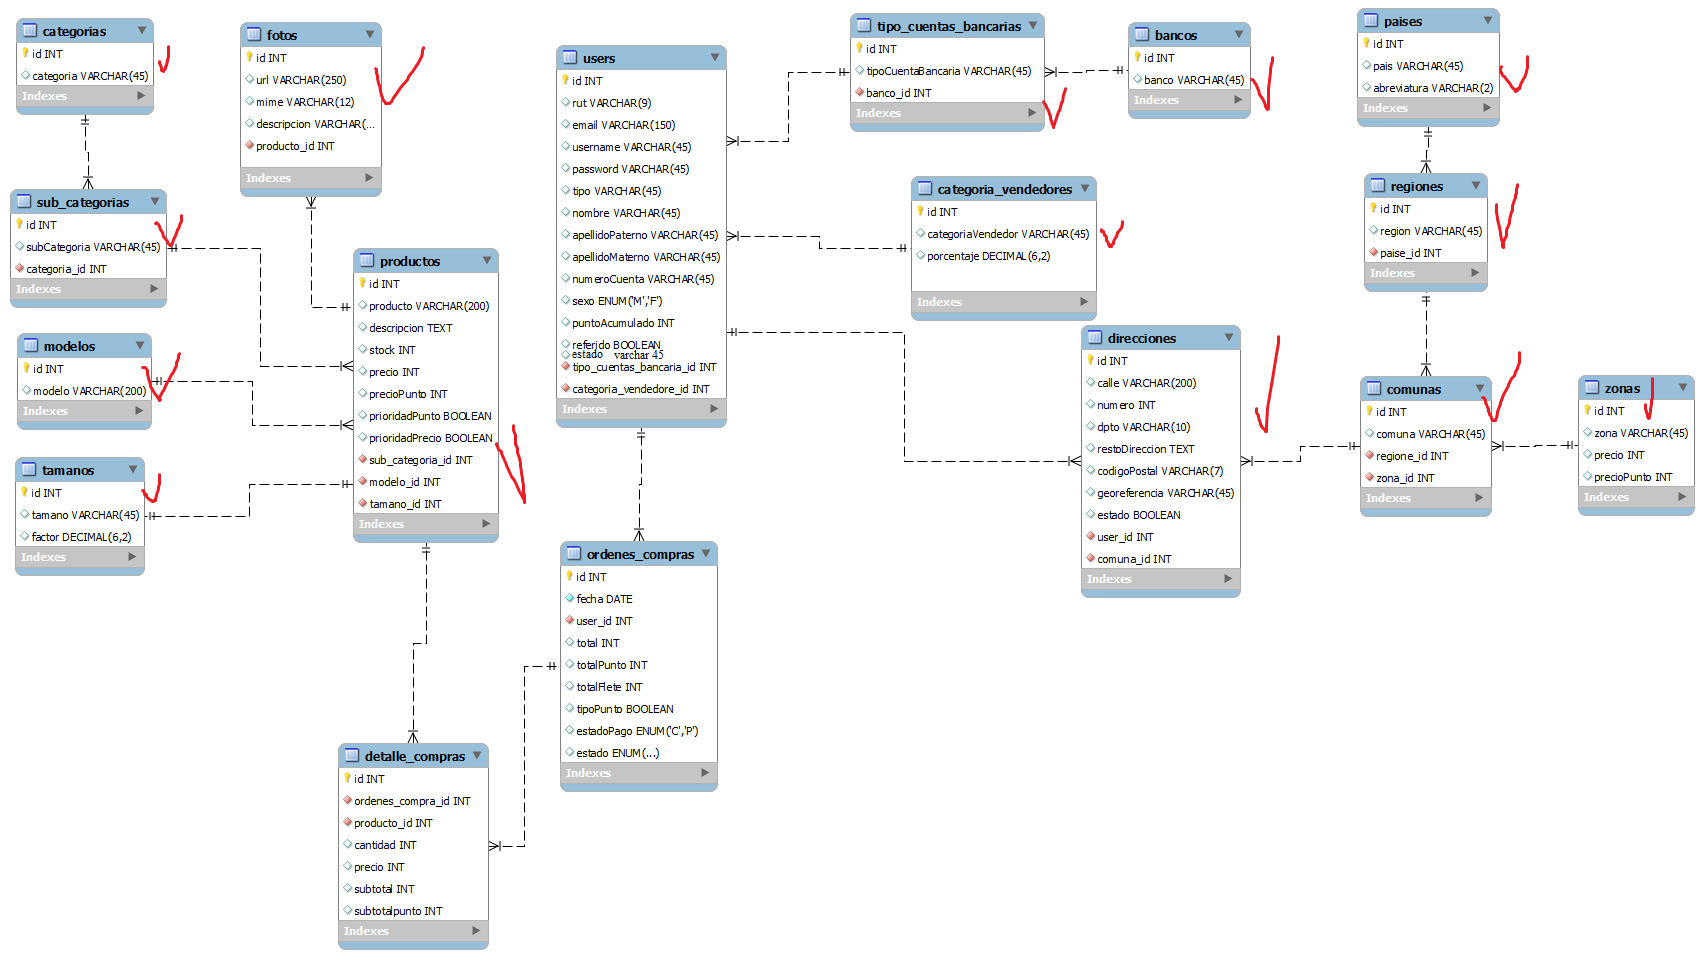 categorias
id INT
categoria VARCHAR(45)
Indexes
fotos
id INT
url VARCHAR(250)
mime VARCHAR(12)
descripcion VARCHAR(...
producto_id INT
Indexes
users
id INT
rut VARCHAR(9)
email VARCHAR(150)
username VARCHAR(45)
password VARCHAR(45)
tipo VARCHAR(45)
nombre VARCHAR(45)
apellidoPaterno VARCHAR(45)
apellidoMaterno VARCHAR(45)
numeroCuenta VARCHAR(45)
sexo ENUM('M','F')
puntoAcumulado INT
referido BOOLEAN
estado varchar 45
tipo_cuentas_bancaria_id INT
categoria_vendedore_id INT
Indexes
tipo_cuentas_bancarias
id INT
tipoCuentaBancaria VARCHAR(45)
banco_id INT
Indexes
bancos
id INT
banco VARCHAR(45)
Indexes
paises
id INT
pais VARCHAR(45)
abreviatura VARCHAR(2)
Indexes
sub_categorias
id INT
subCategoria VARCHAR(45)
categoria_id INT
Indexes
categoria_vendedores
id INT
categoriaVendedor VARCHAR(45)
porcentaje DECIMAL(6,2)
Indexes
regiones
id INT
region VARCHAR(45)
paise_id INT
Indexes
productos
id INT
producto VARCHAR(200)
descripcion TEXT
stock INT
precio INT
precioPunto INT
prioridadPunto BOOLEAN
prioridadPrecio BOOLEAN
sub_categoria_id INT
modelo_id INT
tamano_id INT
Indexes
modelos
id INT
modelo VARCHAR(200)
Indexes
direcciones
id INT
calle VARCHAR(200)
numero INT
dpto VARCHAR(10)
restoDireccion TEXT
codigoPostal VARCHAR(7)
georeferencia VARCHAR(45)
estado BOOLEAN
user_id INT
comuna_id INT
Indexes
comunas
id INT
comuna VARCHAR(45)
regione_id INT
zona_id INT
Indexes
zonas
id INT
zona VARCHAR(45)
precio INT
precioPunto INT
Indexes
tamanos
id INT
tamano VARCHAR(45)
factor DECIMAL(6,2)
Indexes
ordenes_compras
id INT
fecha DATE
user_id INT
total INT
totalPunto INT
totalFlete INT
tipoPunto BOOLEAN
estadoPago ENUM('C','P')
estado ENUM(...)
Indexes
detalle_compras
id INT
ordenes_compra_id INT
producto_id INT
cantidad INT
precio INT
subtotal INT
subtotalpunto INT
Indexes